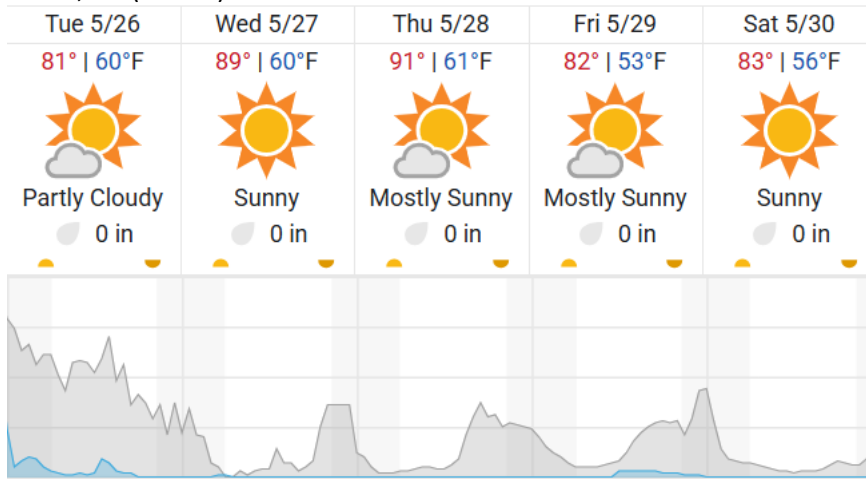 Tue 5/26 Wed 5/27 Thu 5/28 Fri 5/29 Sat 5/30
81° | 60°F 89° | 60°F 91° | 61°F 82° | 53°F 83° | 56°F
Partly Cloudy Sunny Mostly Sunny Mostly Sunny Sunny
0 in 0 in 0 in 0 in 0 in